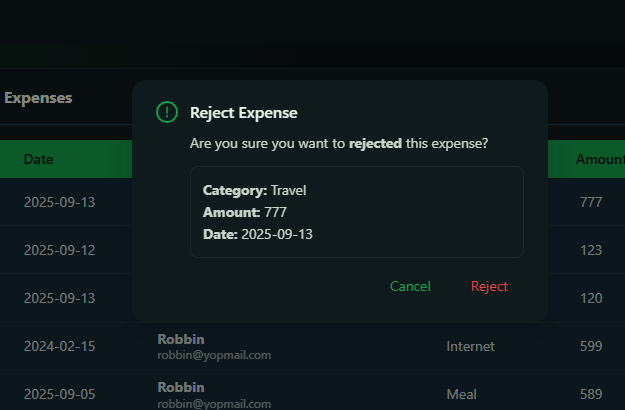 Expenses
Reject Expense
Are you sure you want to rejected this expense?
Category: Travel
Amount: 777
Date: 2025-09-13
Cancel Reject
Date Amount
2025-09-13 777
2025-09-12 123
2025-09-13 120
2024-02-15 Robbin Internet 599
robbin@yopmail.com
2025-09-05 Robbin Meal 589
robbin@yopmail.com